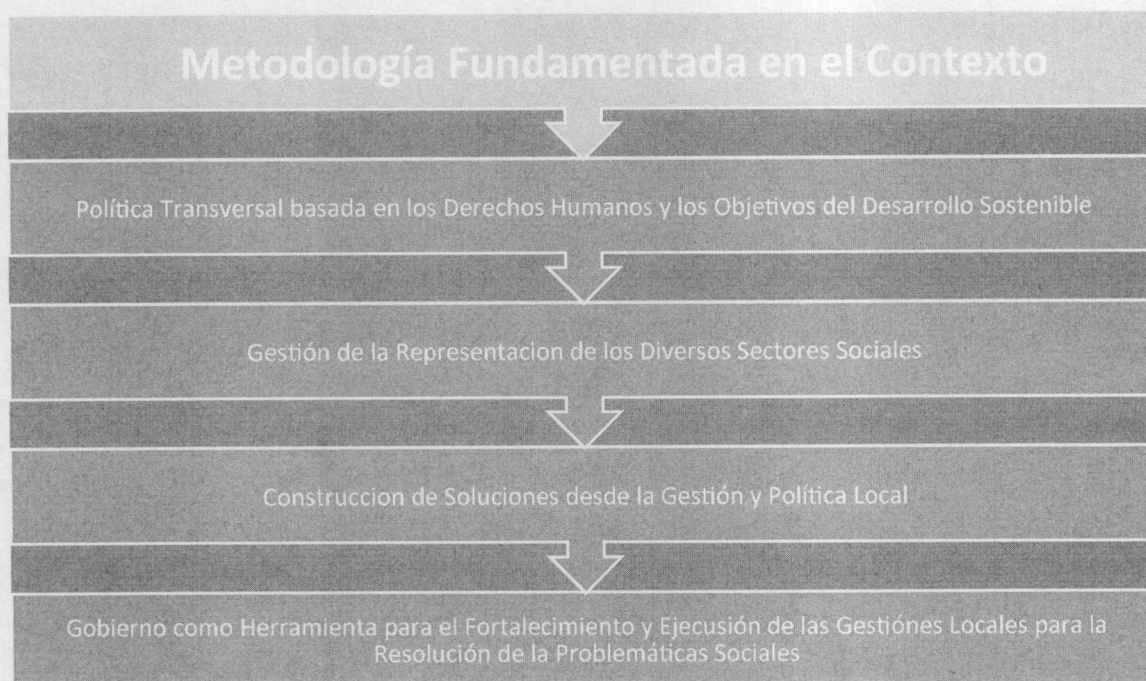 Metodología Fundamentada en el Contexto
Política Transversal basada en los Derechos Humanos y los Objetivos del Desarrollo Sostenible
Gestión de la Representacion de los Diversos Sectores Sociales
Construccion de Soluciones desde la Gestión y Política Local
Gobierno como Herramienta para el Fortalecimiento y Ejecusión de las Gestiónes Locales para la
Resolución de la Problemáticas Sociales